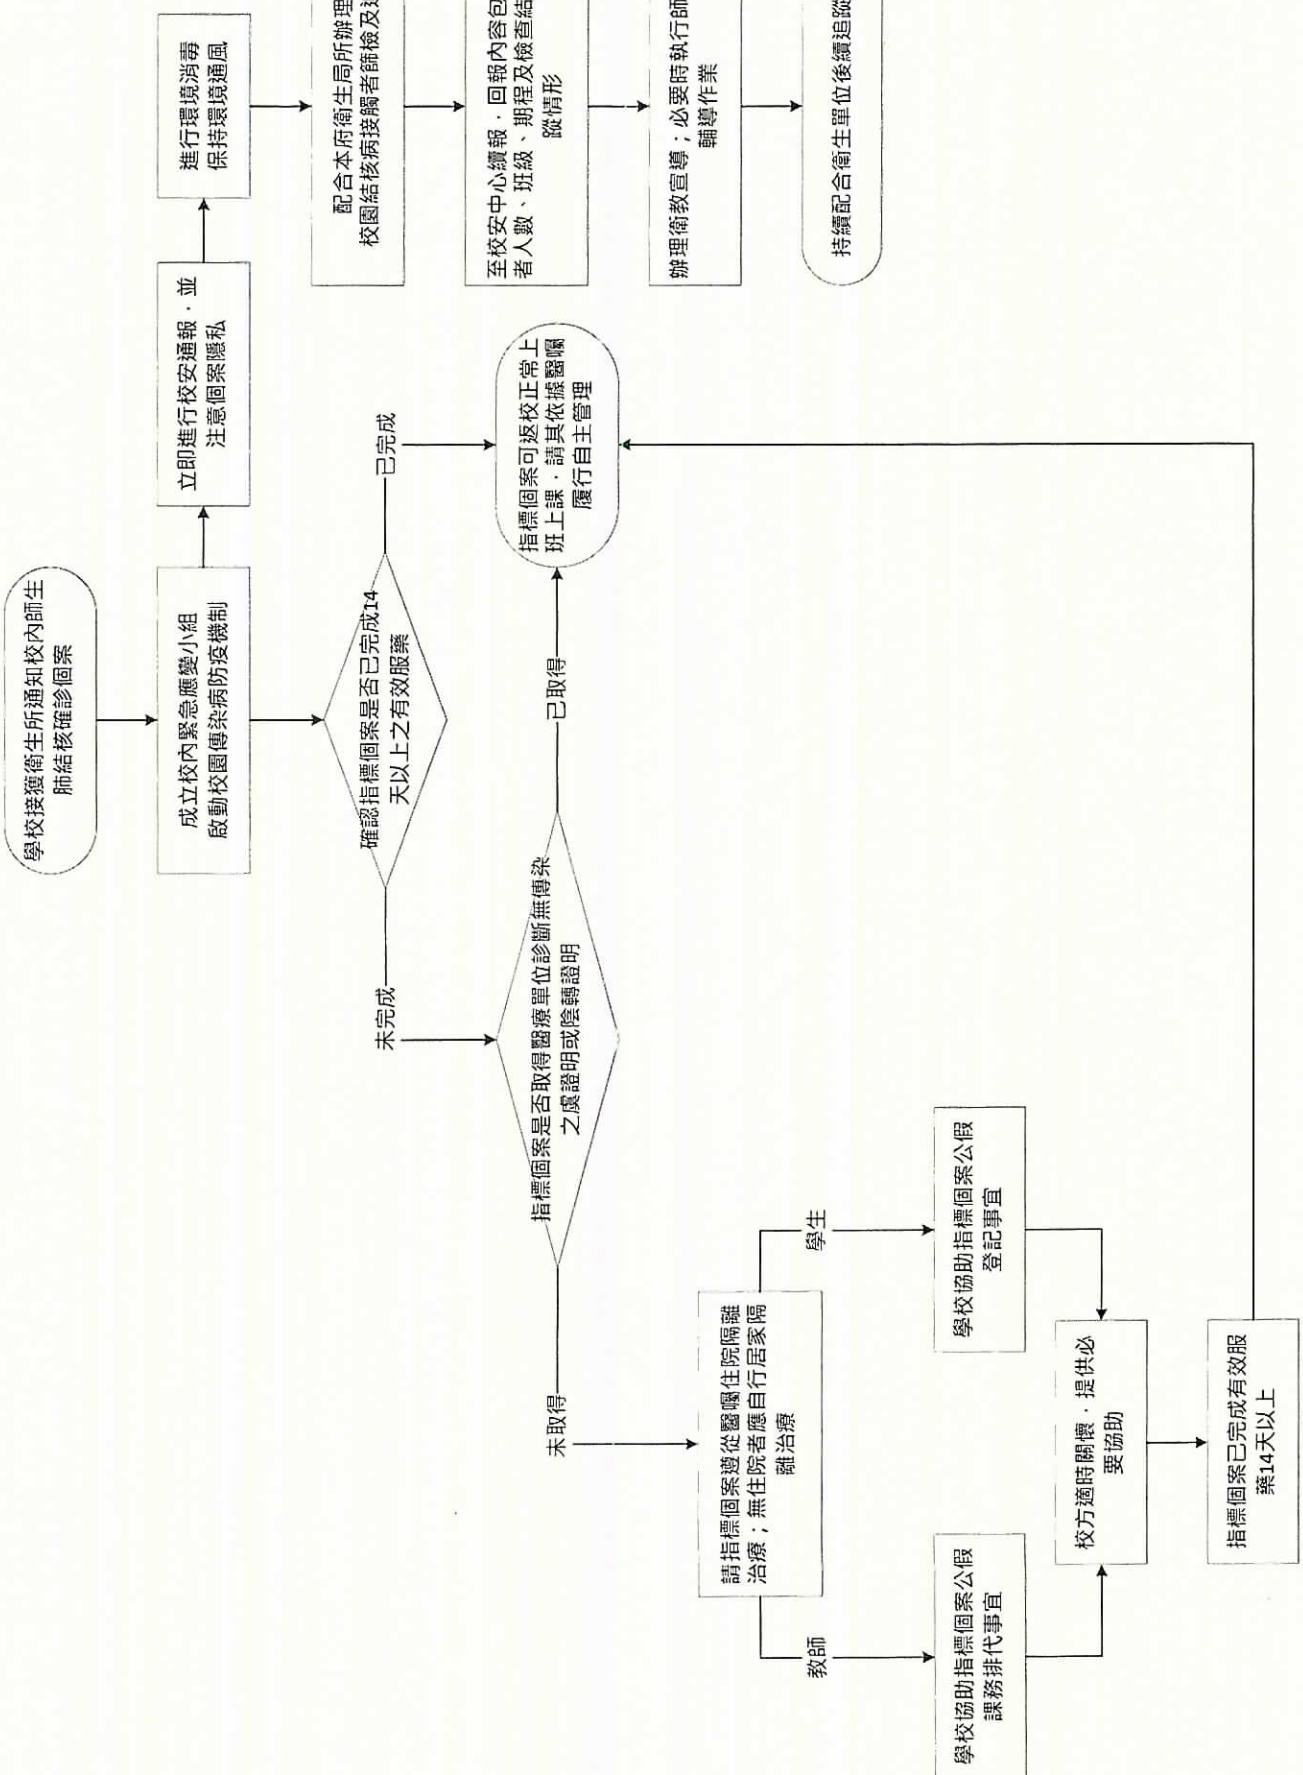 學校接獲衛生所通知校內師生
肺結核確診個案
成立校內緊急應變小組
啟動校園傳染病防疫機制
立即進行校安通報，並
注意個案隱私
進行環境消毒
保持環境通風
配合本府衛生局所辦理
校園結核病接觸者篩檢及
至校安中心續報，回報內容包
者人數、班級、期程及檢查結
蹤情形
辦理衛教宣導；必要時執行師
輔導作業
持續配合衛生單位後續追蹤
確認指標個案是否已完成14
天以上之有效服藥
已完成
未完成
指標個案是否取得醫療單位診斷無傳染
之虞證明或陰轉證明
已取得
指標個案可返校正常上
班上課，請其依據醫囑
履行自主管理
未取得
請指標個案遵從醫囑住院隔離
治療；無住院者應自行居家隔
離治療
教師
學生
學校協助指標個案公假
課務排代事宜
學校協助指標個案公假
登記事宜
校方適時關懷，提供必
要協助
指標個案已完成有效服
藥14天以上